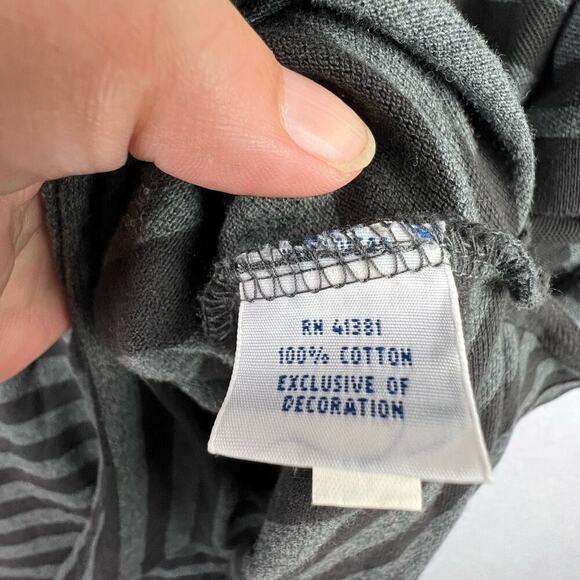 RN 41381
100% COTTON
EXCLUSIVE OF
DECORATION